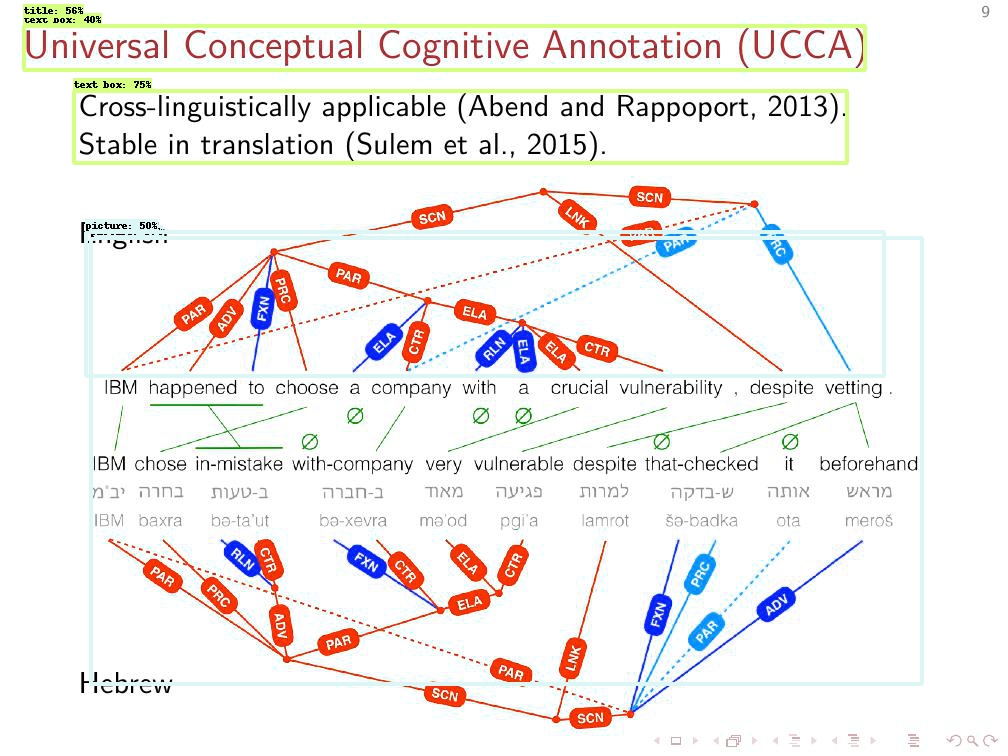 9
title: 56%
text box: 40%
Universal Conceptual Cognitive Annotation (UCCA)
text box: 75%
Cross-linguistically applicable (Abend and Rappoport, 2013).
Stable in translation (Sulem et al., 2015).
picture: 50%
English
SCN SCN LNK PAR PAR PRC
PAR ADV FXN PRC PAR ELA CTR ELA RLN ELA ELA CTR
IBM happened to choose a company with a crucial vulnerability , despite vetting .
∅ ∅ ∅
∅ ∅ ∅
IBM chose in-mistake with-company very vulnerable despite that-checked it beforehand
יב"מ בחרה ב-טעות ב-חברה מאוד פגיעה למרות ש-בדקה אותה מראש
IBM baxra bə-ta'ut bə-xevra mə'od pgi'a lamrot šə-badka ota meroš
PAR PRC RLN CTR ADV FXN CTR ELA CTR ELA PAR PAR LNK FXN PRC PAR ADV
Hebrew
SCN SCN